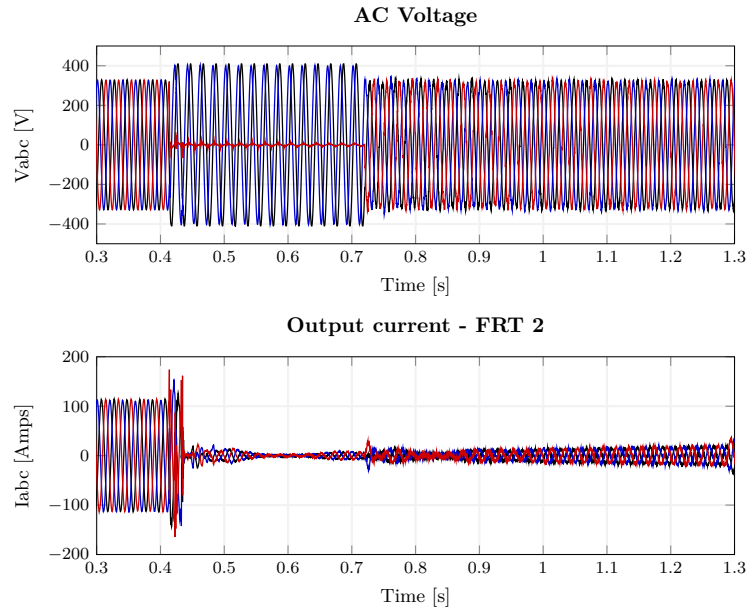 AC Voltage
400
200
0
−200
−400
Vabc [V]
0.3 0.4 0.5 0.6 0.7 0.8 0.9 1 1.1 1.2 1.3
Time [s]
Output current - FRT 2
200
100
0
−100
−200
Iabc [Amps]
0.3 0.4 0.5 0.6 0.7 0.8 0.9 1 1.1 1.2 1.3
Time [s]